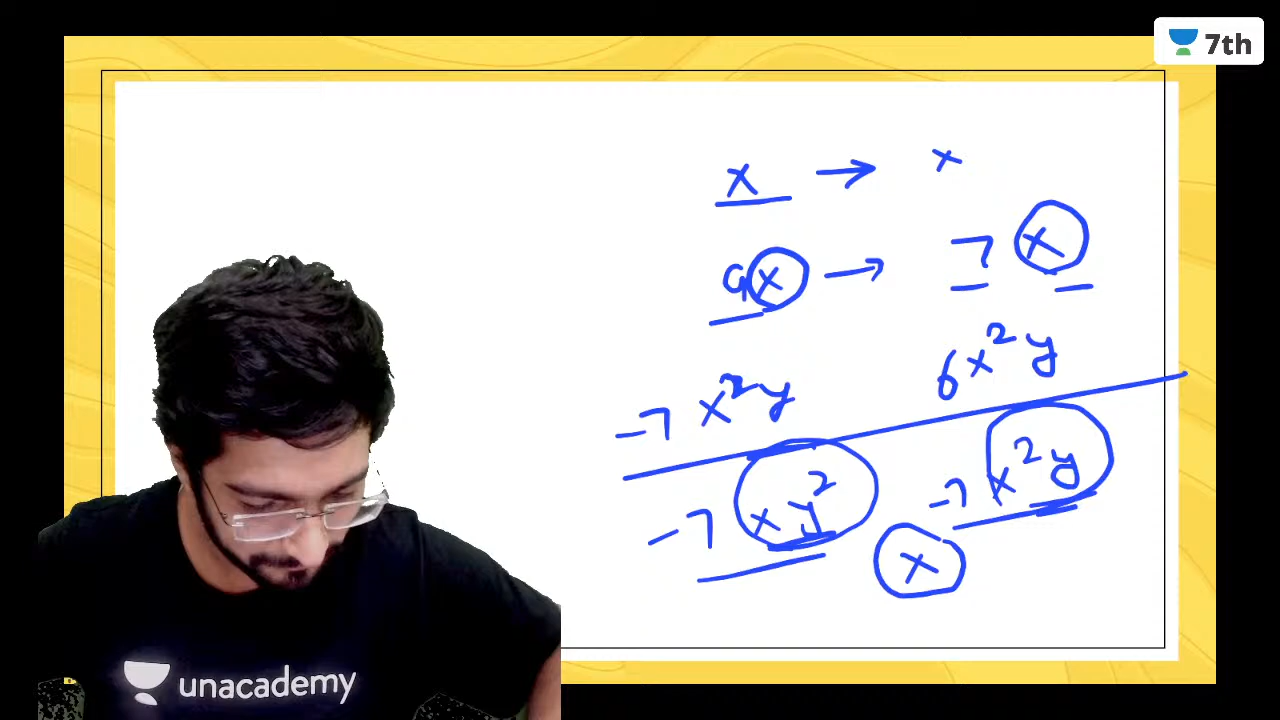 7th
x → x
9x → 7x
-7x²y 6x²y
-7xy² -7x²y
x
unacademy